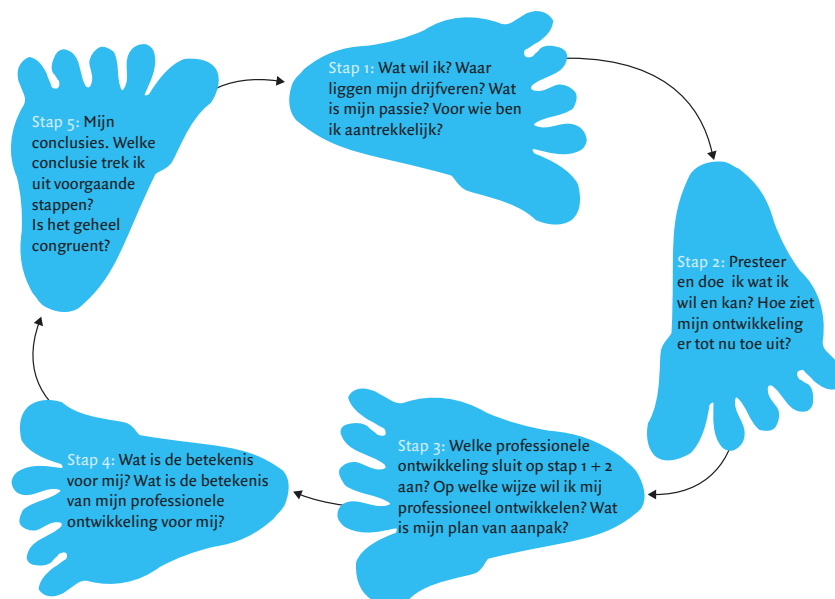 Stap 1: Wat wil ik? Waar
liggen mijn drijfveren? Wat
is mijn passie? Voor wie ben
ik aantrekkelijk?
Stap 2: Presteer
en doe ik wat ik
wil en kan? Hoe ziet
mijn ontwikkeling
er tot nu toe uit?
Stap 3: Welke professionele
ontwikkeling sluit op stap 1 + 2
aan? Op welke wijze wil ik mij
professioneel ontwikkelen? Wat
is mijn plan van aanpak?
Stap 4: Wat is de betekenis
voor mij? Wat is de betekenis
van mijn professionele
ontwikkeling voor mij?
Stap 5: Mijn
conclusies. Welke
conclusie trek ik
uit voorgaande
stappen?
Is het geheel
congruent?